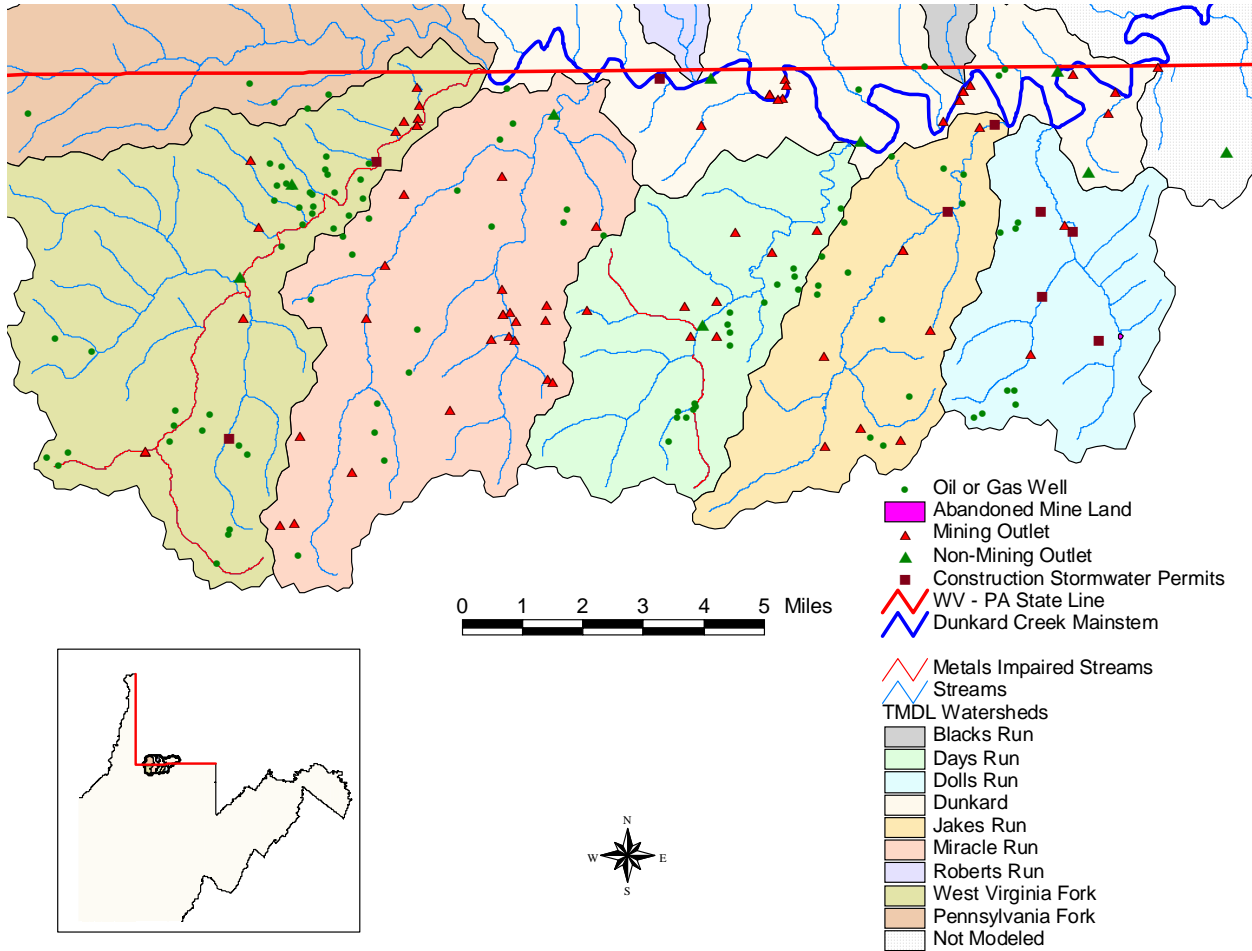 Oil or Gas Well
Abandoned Mine Land
Mining Outlet
Non-Mining Outlet
Construction Stormwater Permits
WV - PA State Line
Dunkard Creek Mainstem
0 1 2 3 4 5 Miles
Metals Impaired Streams
Streams
TMDL Watersheds
Blacks Run
Days Run
Dolls Run
Dunkard
Jakes Run
Miracle Run
Roberts Run
West Virginia Fork
Pennsylvania Fork
Not Modeled
N
W E
S